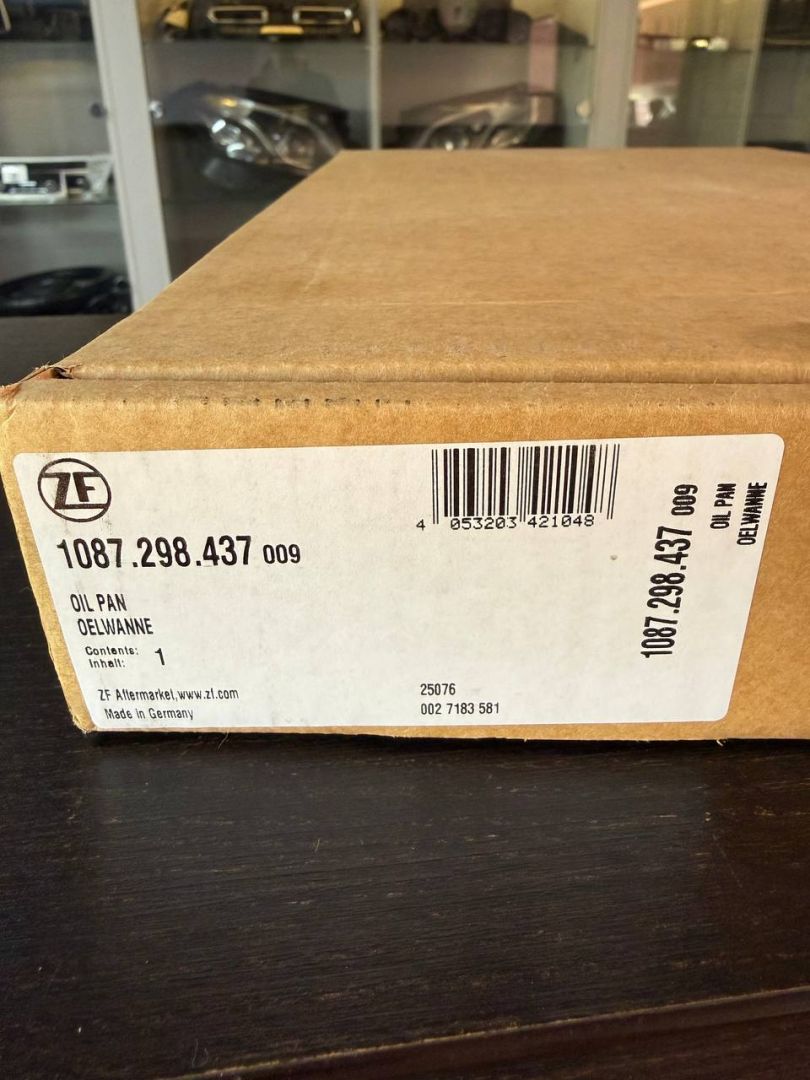 ZF
1087.298.437 009
OIL PAN
OELWANNE
Contents:
Inhalt: 1
ZF Aftermarket,www.zf.com
Made in Germany
4 053203 421048
25076
002 7183 581
1087.298.437 009
OIL PAN
OELWANNE